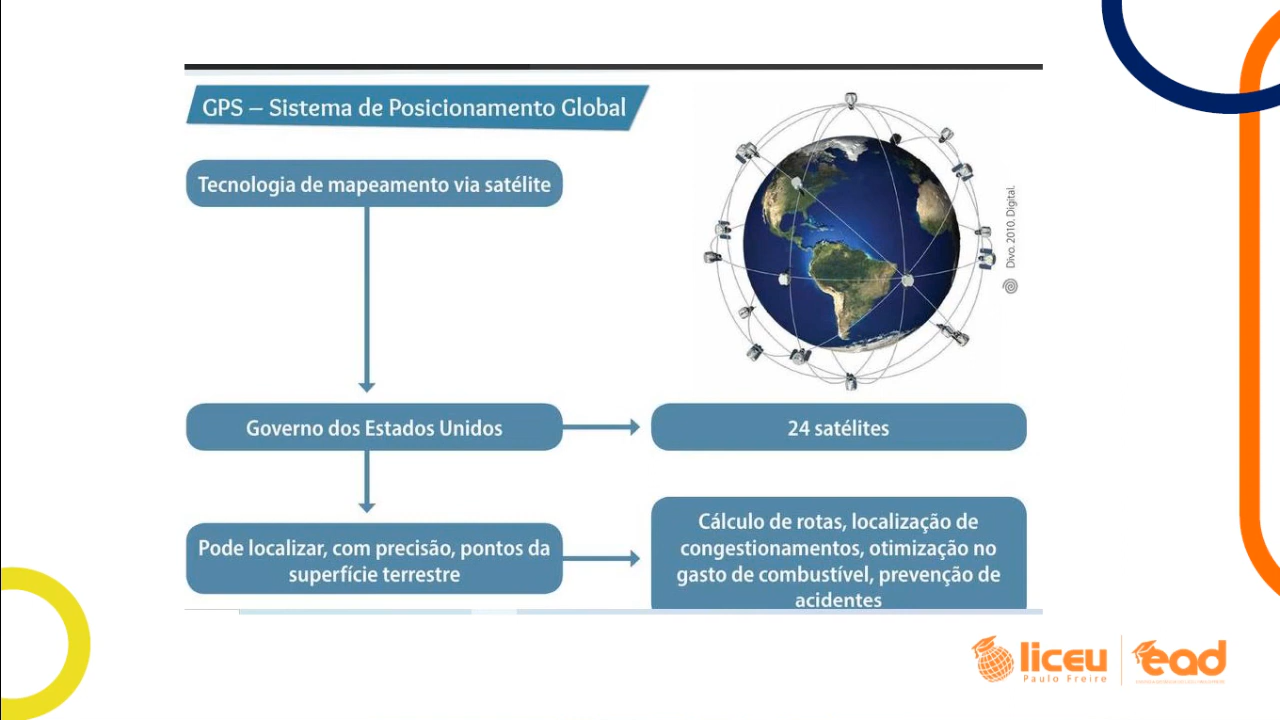 GPS – Sistema de Posicionamento Global
Tecnologia de mapeamento via satélite
Divo. 2010. Digital.
Governo dos Estados Unidos
24 satélites
Pode localizar, com precisão, pontos da
superfície terrestre
Cálculo de rotas, localização de
congestionamentos, otimização no
gasto de combustível, prevenção de
acidentes
liceu
Paulo Freire
ead